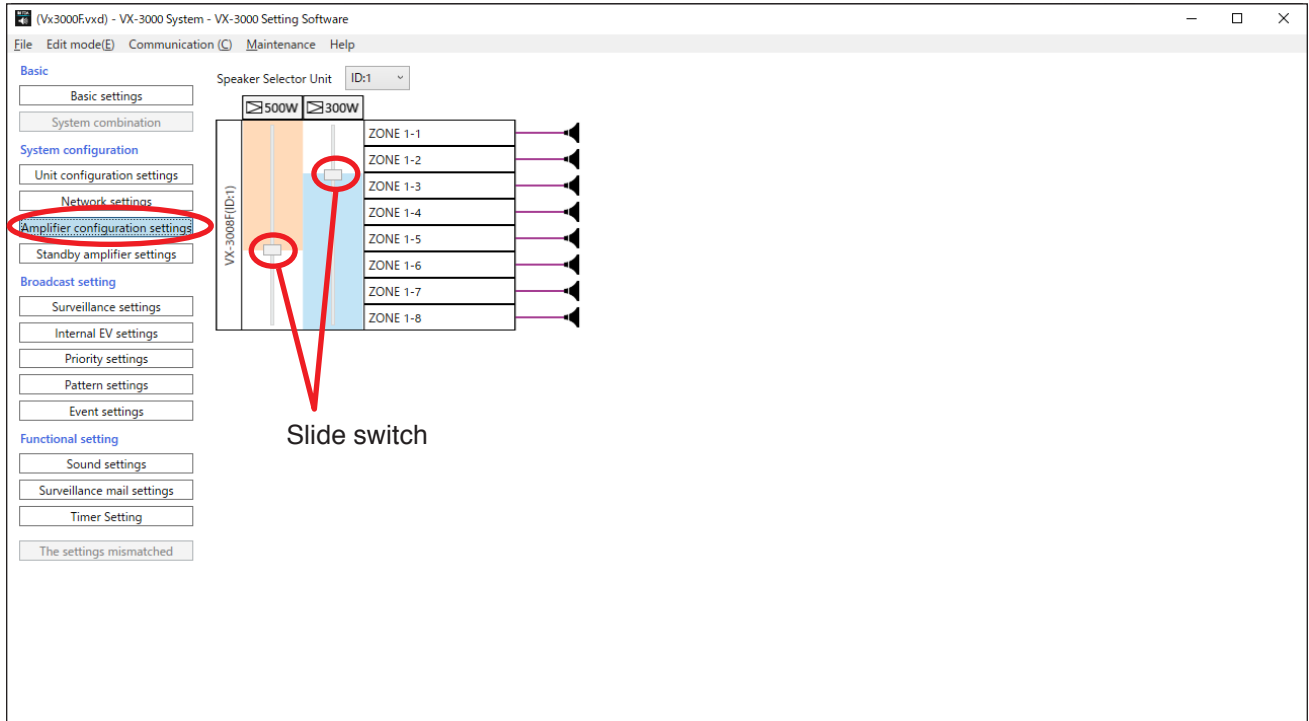 (Vx3000F.vxd) - VX-3000 System - VX-3000 Setting Software
File Edit mode(E) Communication (C) Maintenance Help
Basic
Basic settings
System combination
System configuration
Unit configuration settings
Network settings
Amplifier configuration settings
Standby amplifier settings
Broadcast setting
Surveillance settings
Internal EV settings
Priority settings
Pattern settings
Event settings
Functional setting
Sound settings
Surveillance mail settings
Timer Setting
The settings mismatched
Speaker Selector Unit ID:1
500W 300W
VX-3008F(ID:1)
ZONE 1-1
ZONE 1-2
ZONE 1-3
ZONE 1-4
ZONE 1-5
ZONE 1-6
ZONE 1-7
ZONE 1-8
Slide switch